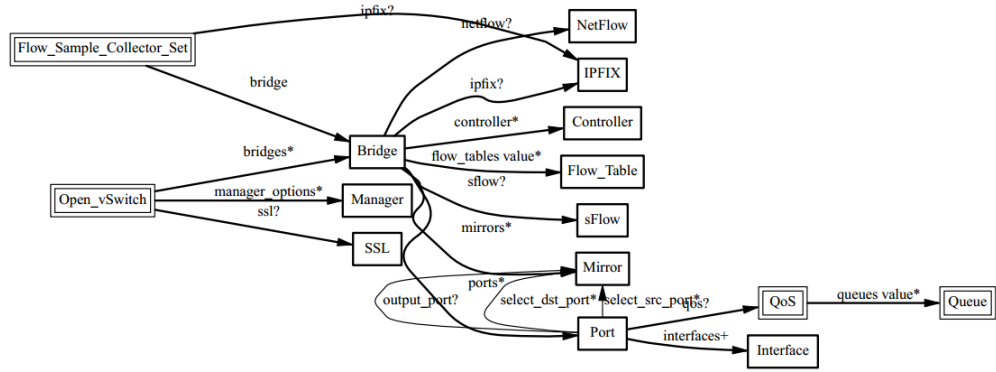 ipfix?
netflow?
NetFlow
Flow_Sample_Collector_Set
IPFIX
bridge
ipfix?
controller*
Controller
bridges*
Bridge
flow_tables value*
Flow_Table
sflow?
Open_vSwitch
manager_options*
Manager
ssl?
sFlow
mirrors*
SSL
Mirror
ports*
output_port?
select_dst_port*
select_src_port*
qos?
QoS
queues value*
Queue
Port
interfaces+
Interface